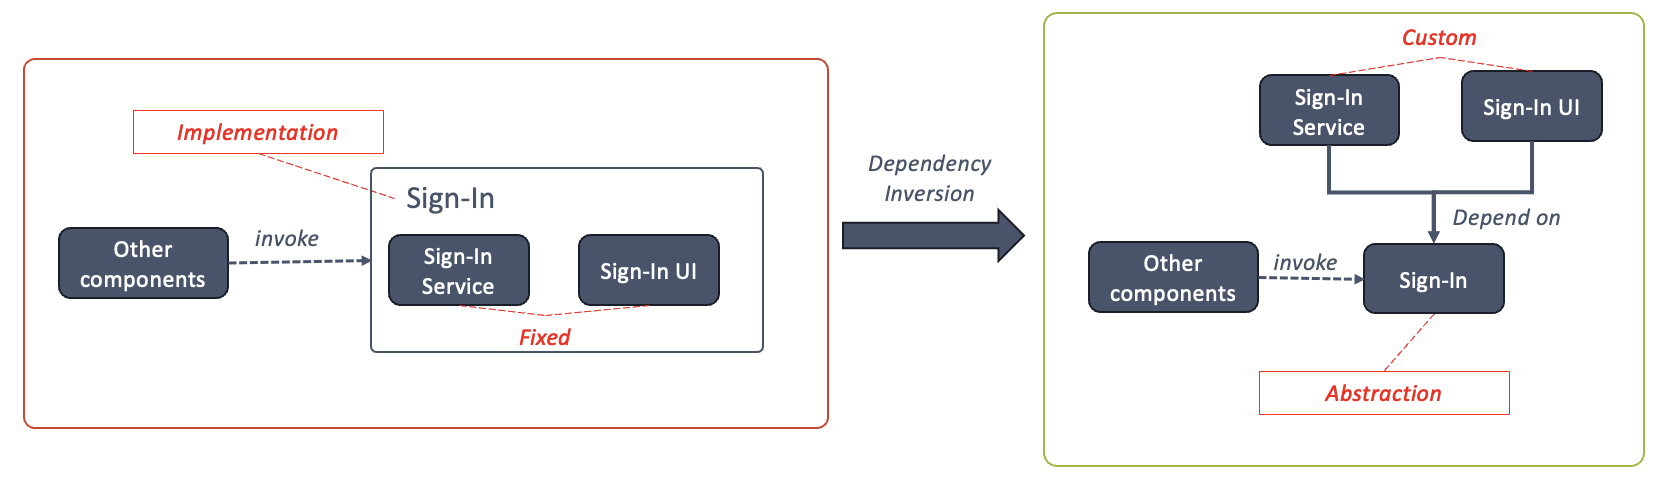 Implementation
Sign-In
Other
components
invoke
Sign-In
Service
Sign-In UI
Fixed
Dependency
Inversion
Custom
Sign-In
Service
Sign-In UI
Depend on
Other
components
invoke
Sign-In
Abstraction